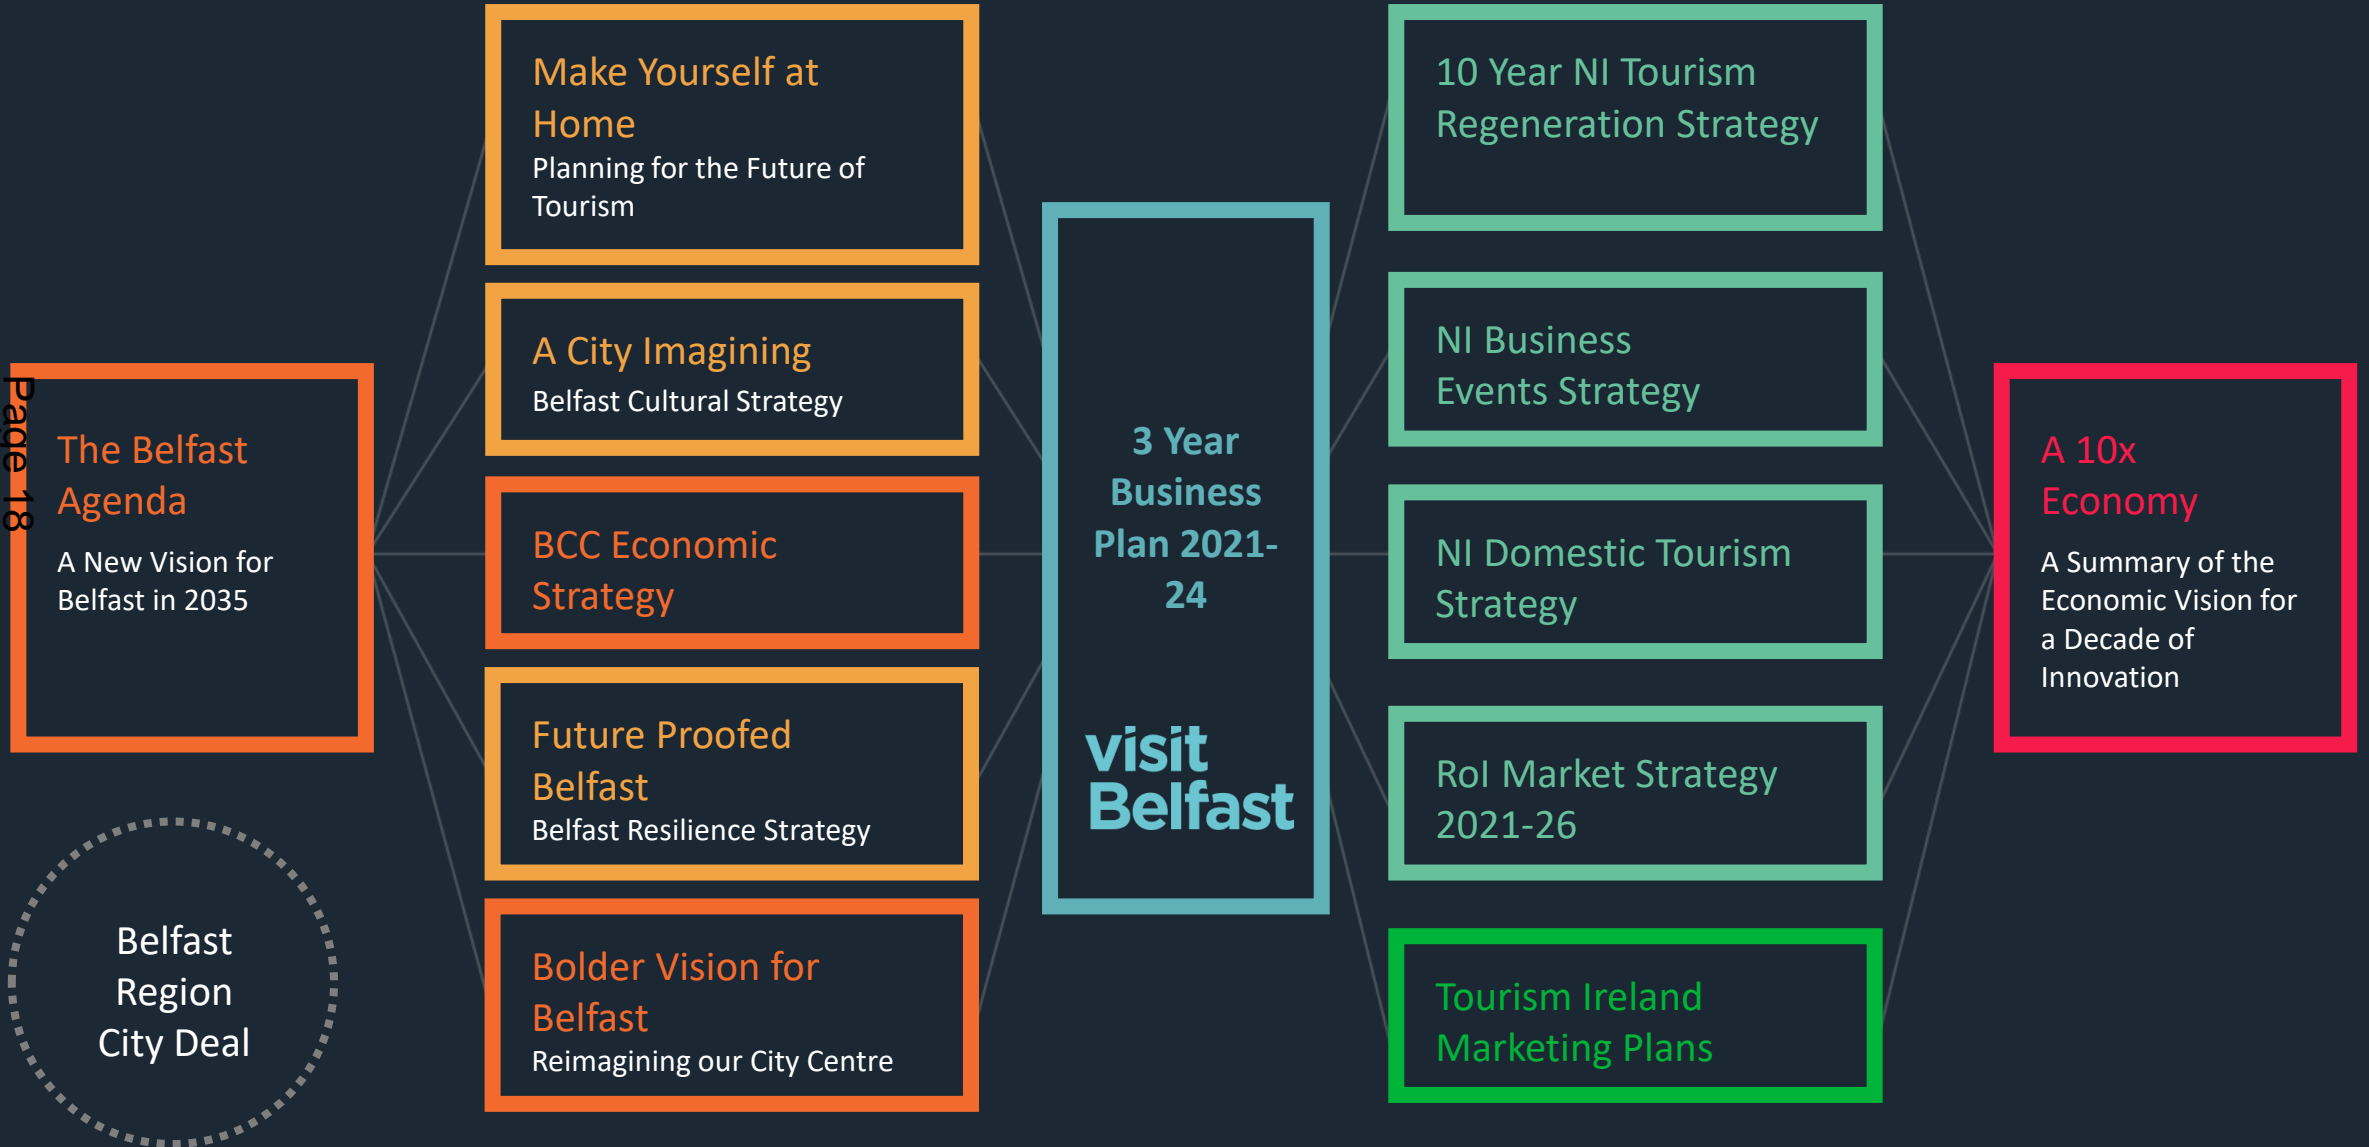 Page 18
The Belfast
Agenda
A New Vision for
Belfast in 2035
Belfast
Region
City Deal
Make Yourself at
Home
Planning for the Future of
Tourism
A City Imagining
Belfast Cultural Strategy
BCC Economic
Strategy
Future Proofed
Belfast
Belfast Resilience Strategy
Bolder Vision for
Belfast
Reimagining our City Centre
3 Year
Business
Plan 2021-
24
visit
Belfast
10 Year NI Tourism
Regeneration Strategy
NI Business
Events Strategy
NI Domestic Tourism
Strategy
RoI Market Strategy
2021-26
Tourism Ireland
Marketing Plans
A 10x
Economy
A Summary of the
Economic Vision for
a Decade of
Innovation